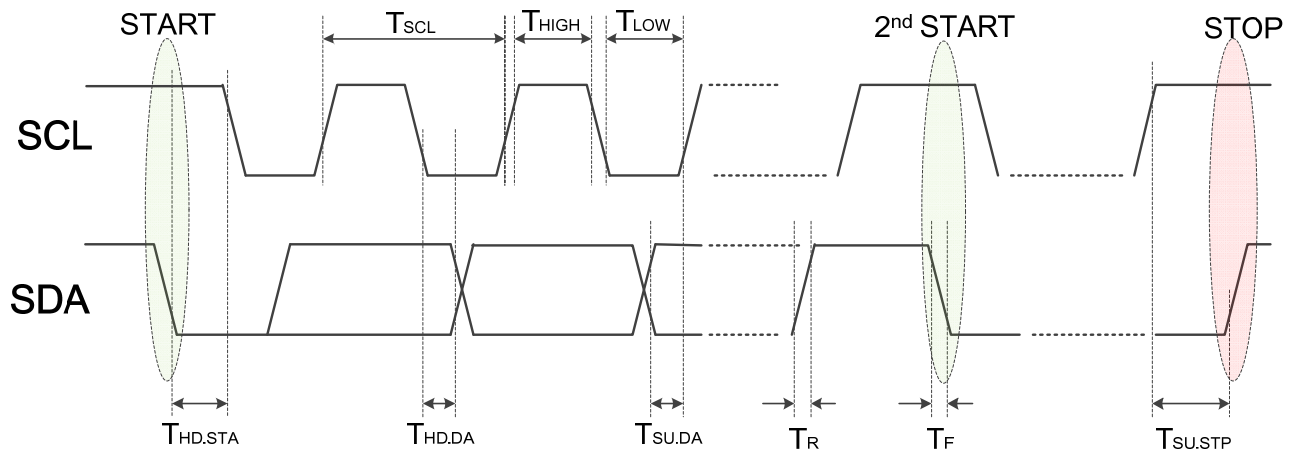 START TSCL THIGH TLOW 2nd START STOP
SCL
SDA
THD.STA THD.DA TSU.DA TR TF TSU.STP